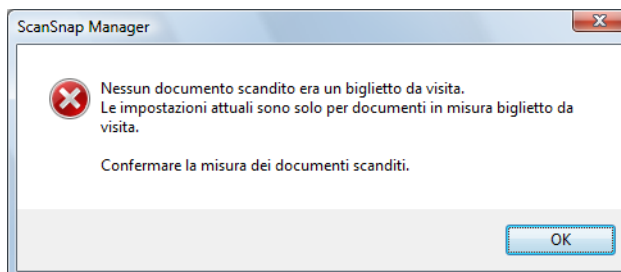 ScanSnap Manager
Nessun documento scandito era un biglietto da visita.
Le impostazioni attuali sono solo per documenti in misura biglietto da
visita.
Confermare la misura dei documenti scanditi.
OK